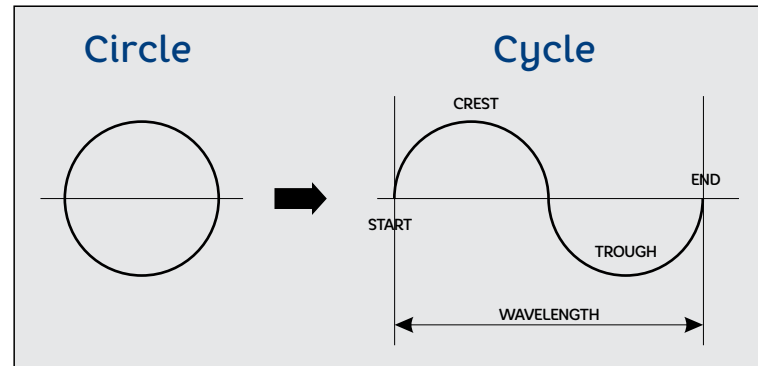 Circle
Cycle
CREST
END
START
TROUGH
WAVELENGTH